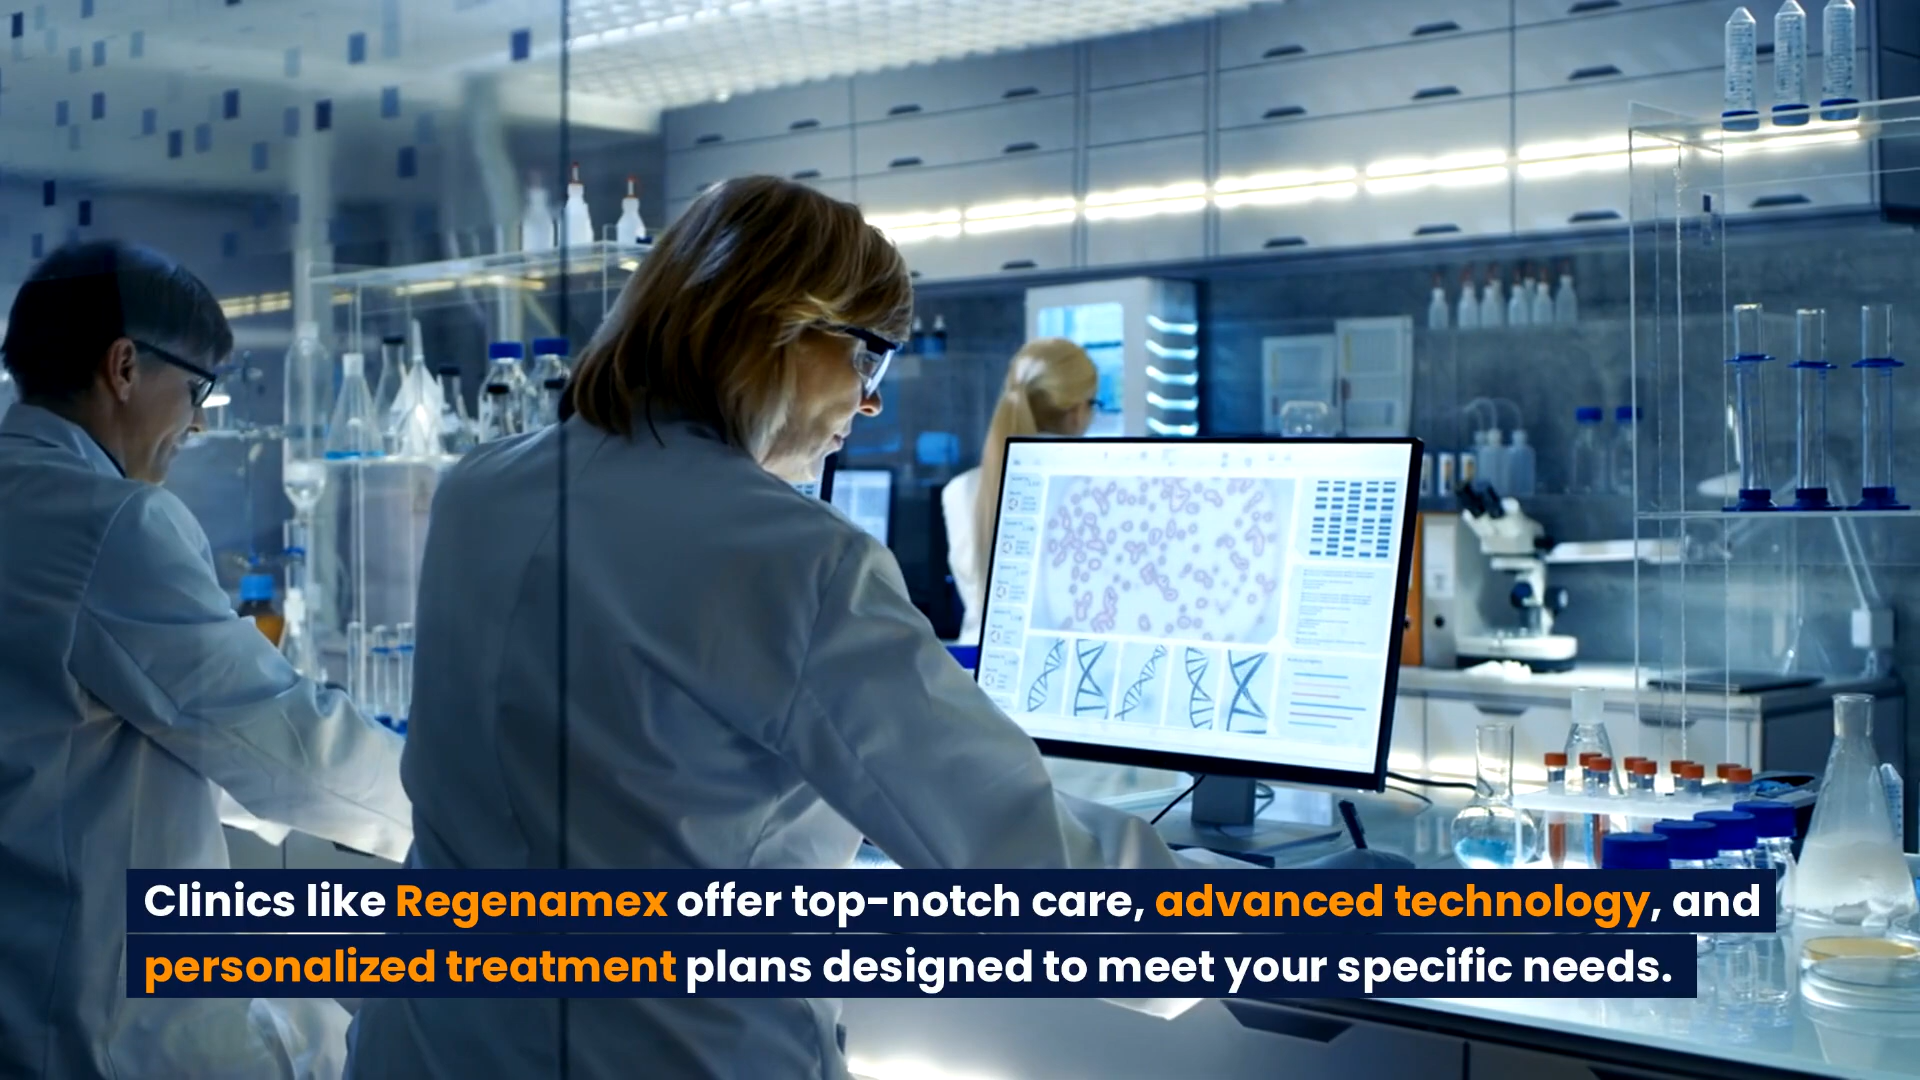 Clinics like Regenamex offer top-notch care, advanced technology, and
personalized treatment plans designed to meet your specific needs.